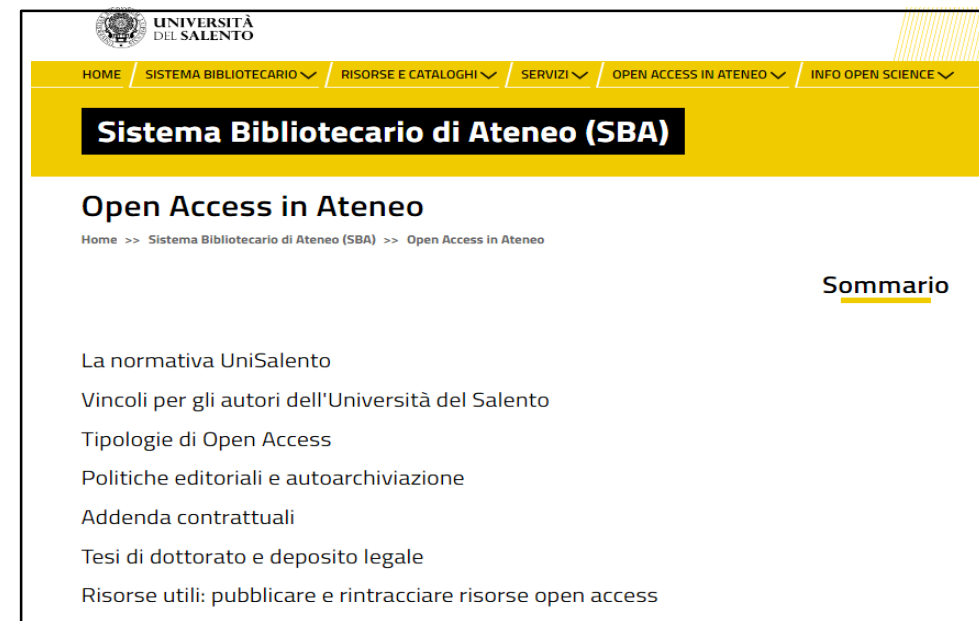 UNIVERSITÀ
DEL SALENTO
HOME SISTEMA BIBLIOTECARIO RISORSE E CATALOGHI SERVIZI OPEN ACCESS IN ATENEO INFO OPEN SCIENCE
Sistema Bibliotecario di Ateneo (SBA)
Open Access in Ateneo
Home >> Sistema Bibliotecario di Ateneo (SBA) >> Open Access in Ateneo
Sommario
La normativa UniSalento
Vincoli per gli autori dell'Università del Salento
Tipologie di Open Access
Politiche editoriali e autoarchiviazione
Addenda contrattuali
Tesi di dottorato e deposito legale
Risorse utili: pubblicare e rintracciare risorse open access